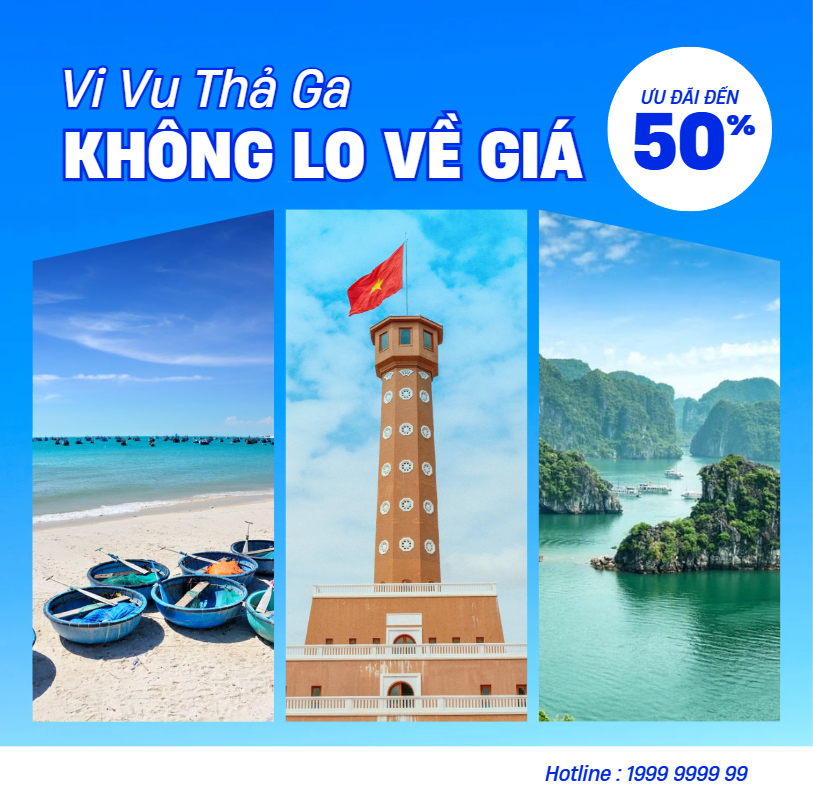 Vi Vu Thả Ga
KHÔNG LO VỀ GIÁ
ƯU ĐÃI ĐẾN
50%
Hotline : 1999 9999 99